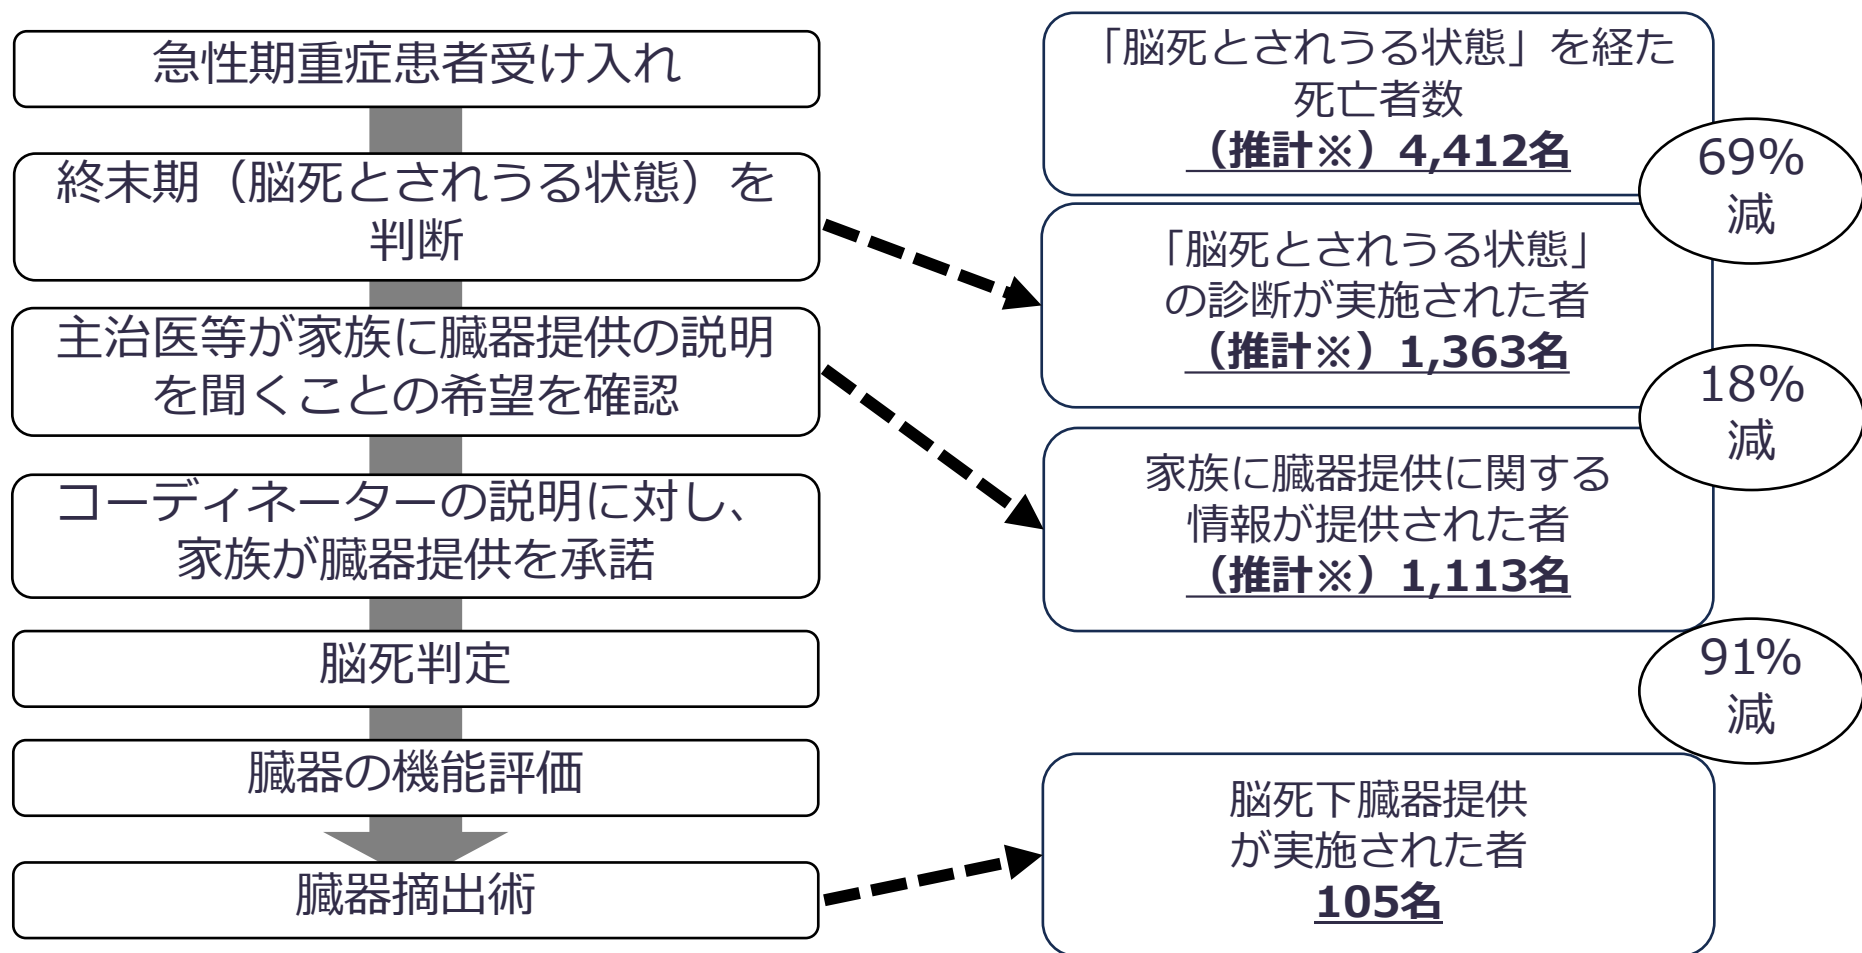 急性期重症患者受け入れ
終末期（脳死とされうる状態）を
判断
主治医等が家族に臓器提供の説明
を聞くことの希望を確認
コーディネーターの説明に対し、
家族が臓器提供を承諾
脳死判定
臓器の機能評価
臓器摘出術
「脳死とされうる状態」を経た
死亡者数
（推計※）4,412名
69%
減
「脳死とされうる状態」
の診断が実施された者
（推計※）1,363名
18%
減
家族に臓器提供に関する
情報が提供された者
（推計※）1,113名
91%
減
脳死下臓器提供
が実施された者
105名